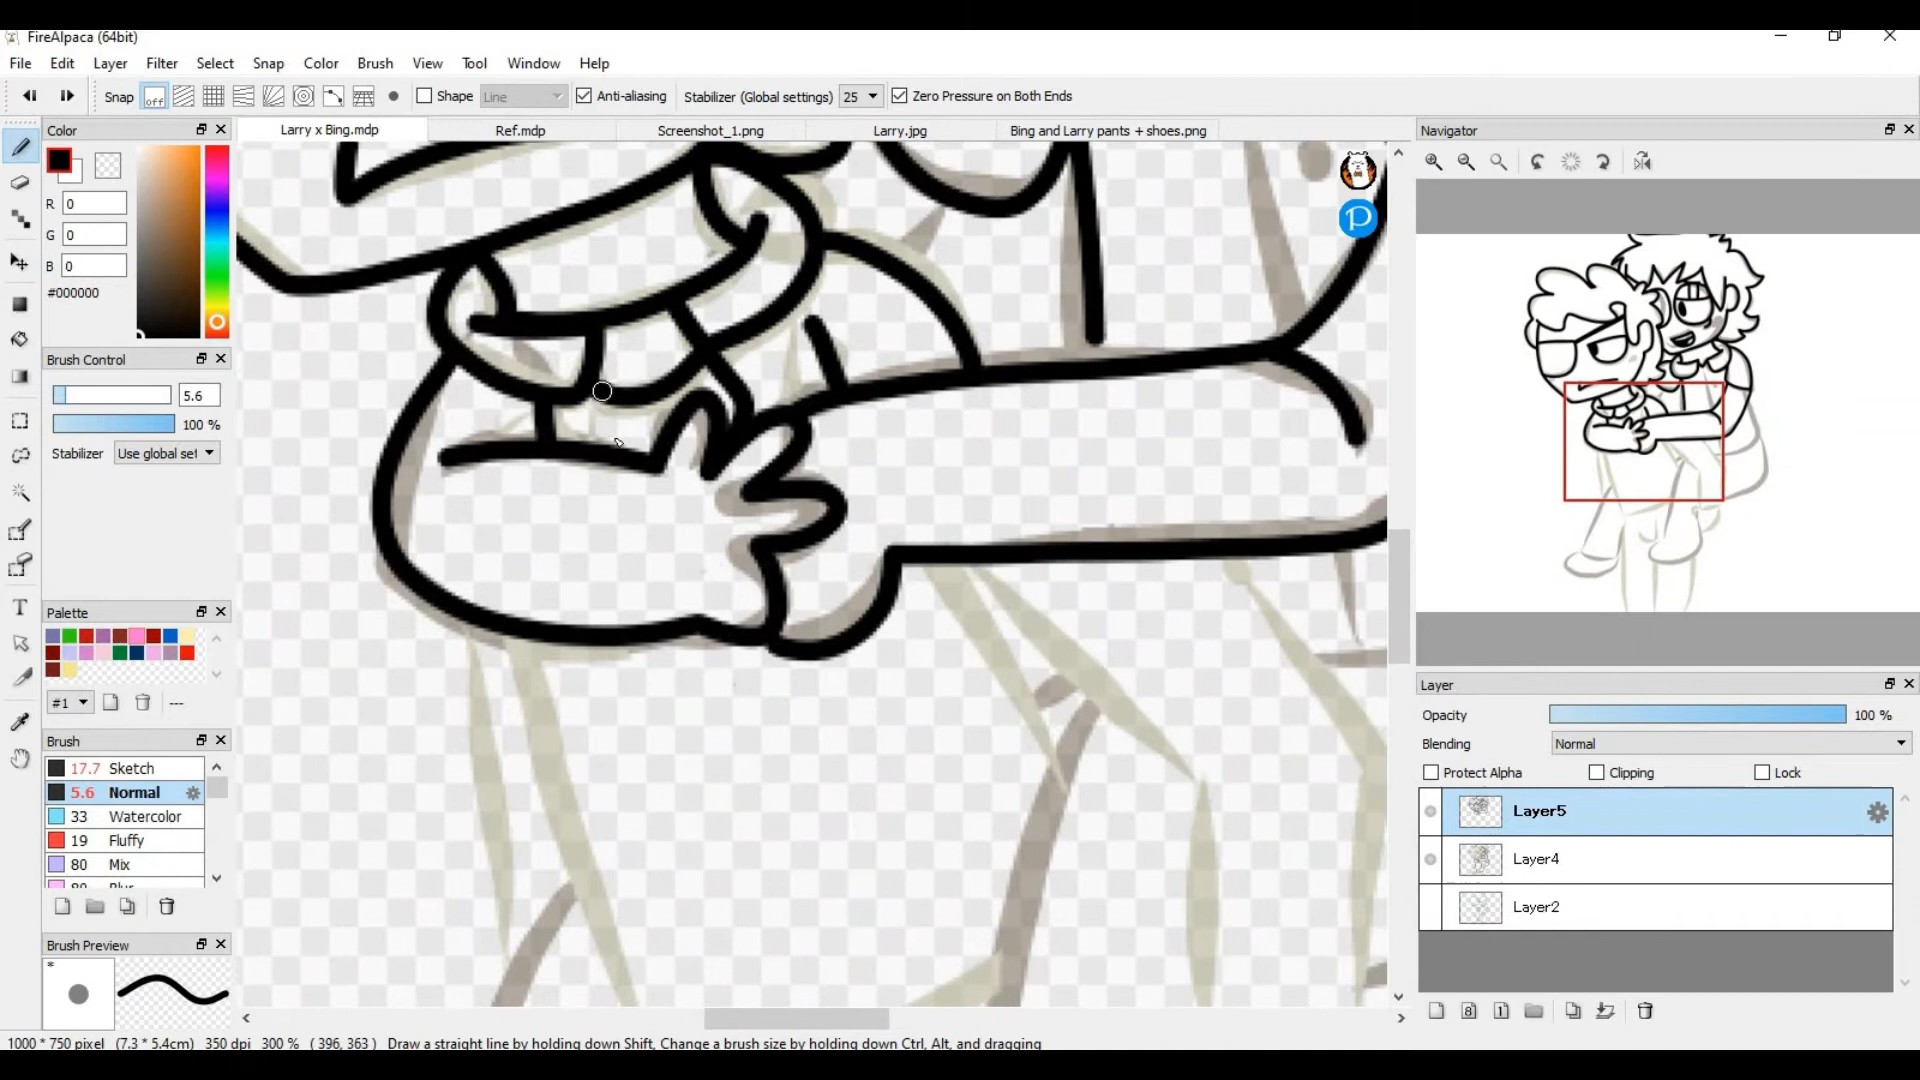 FireAlpaca (64bit)
File Edit Layer Filter Select Snap Color Brush View Tool Window Help
Snap off Shape Line Anti-aliasing Stabilizer (Global settings) 25 Zero Pressure on Both Ends
Color
Larry x Bing.mdp Ref.mdp Screenshot_1.png Larry.jpg Bing and Larry pants + shoes.png
Navigator
R 0
G 0
B 0
#000000
P
Brush Control
5.6
100 %
Stabilizer Use global set
Palette
#1 ---
Brush
17.7 Sketch
5.6 Normal
33 Watercolor
19 Fluffy
80 Mix
80 Blur
Brush Preview
*
Layer
Opacity 100 %
Blending Normal
Protect Alpha Clipping Lock
Layer5
Layer4
Layer2
8 1
1000 * 750 pixel (7.3 * 5.4cm) 350 dpi 300 % ( 396, 363 ) Draw a straight line by holding down Shift, Change a brush size by holding down Ctrl, Alt, and dragging